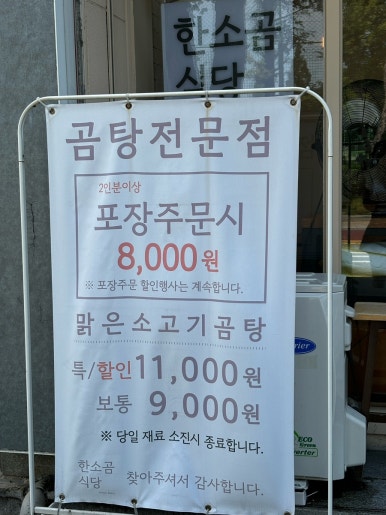 한소곰
식당
곰탕전문점
2인분이상
포장주문시
8,000원
※ 포장주문 할인행사는 계속합니다.
맑은소고기곰탕
특/할인 11,000원
보통 9,000원
※ 당일 재료 소진시 종료합니다.
한소곰
식당 찾아주셔서 감사합니다.
ECO